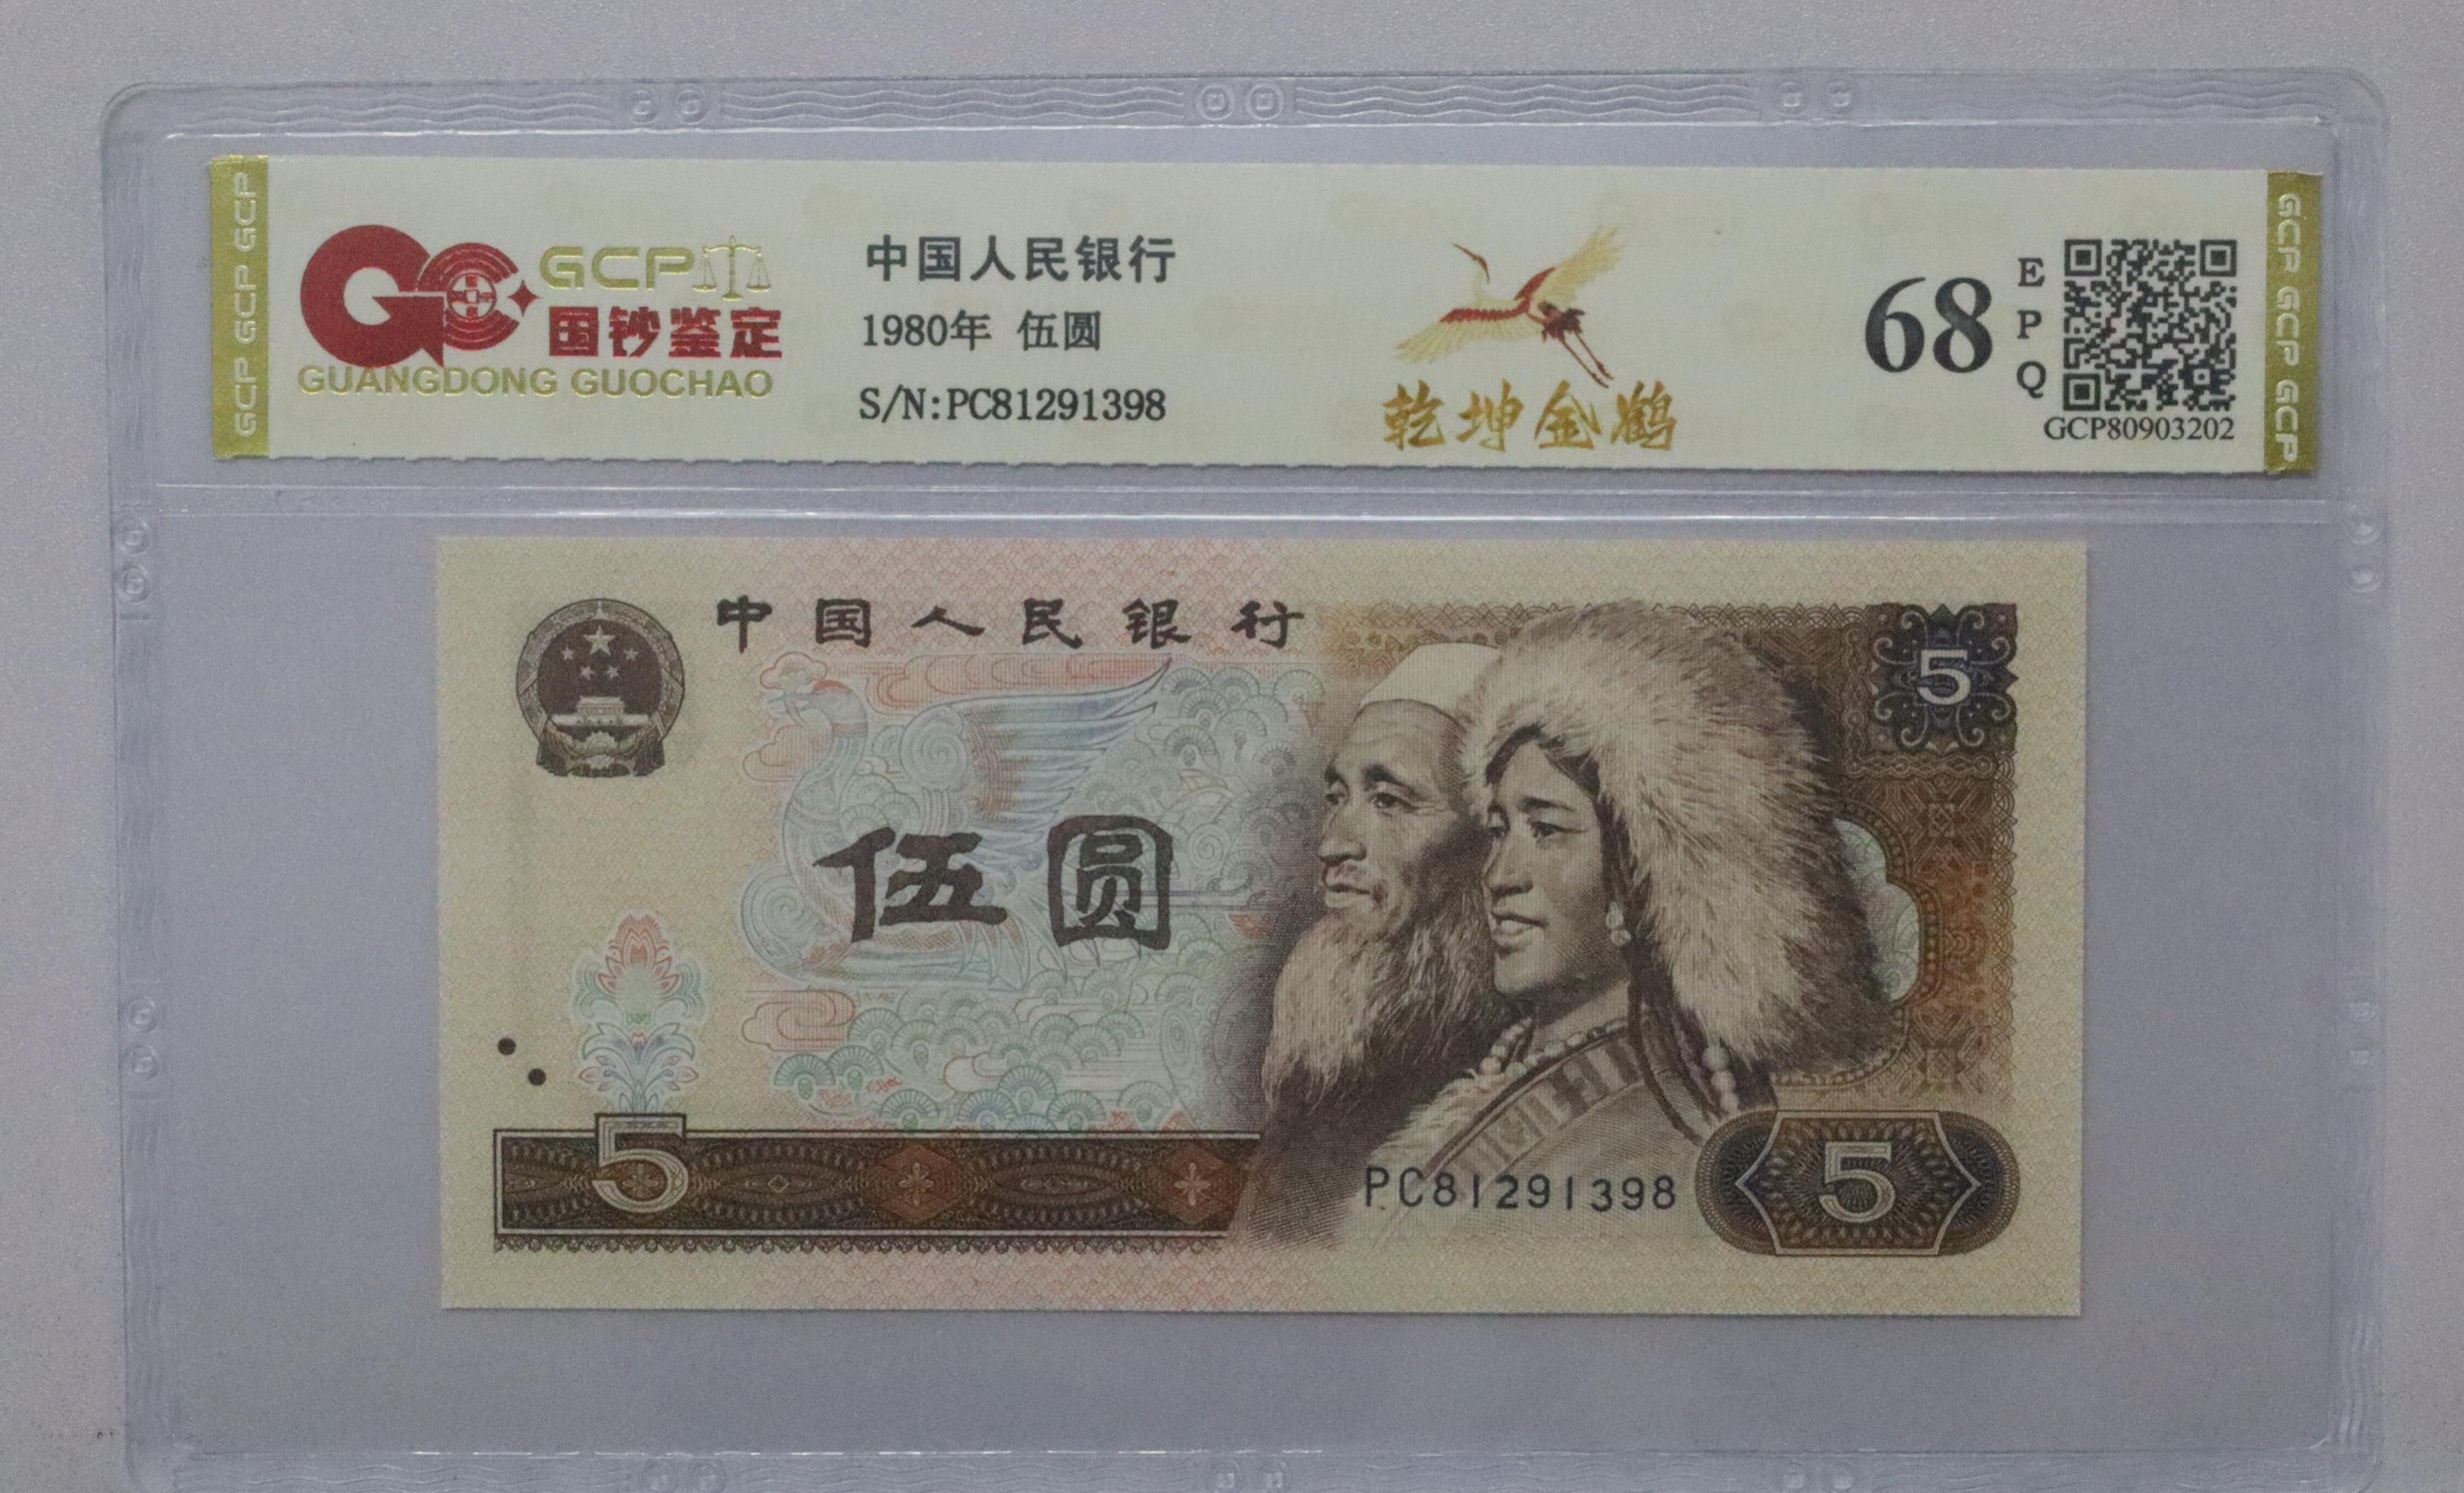 GCP GCP GCP
GCP
国钞鉴定
GUANGDONG GUOCHAO
中国人民银行
1980年 伍圆
S/N:PC81291398
乾坤金鹤
68
E
P
Q
GCP80903202
GCP GCP GCP
中国人民银行
5
伍圆
5
PC81291398
5